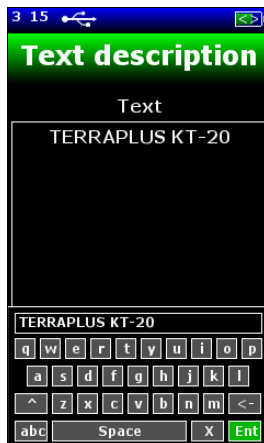 3 15
Text description
Text
TERRAPLUS KT-20
TERRAPLUS KT-20
q w e r t y u i o p
a s d f g h j k l
^ z x c v b n m <-
abc Space X Ent